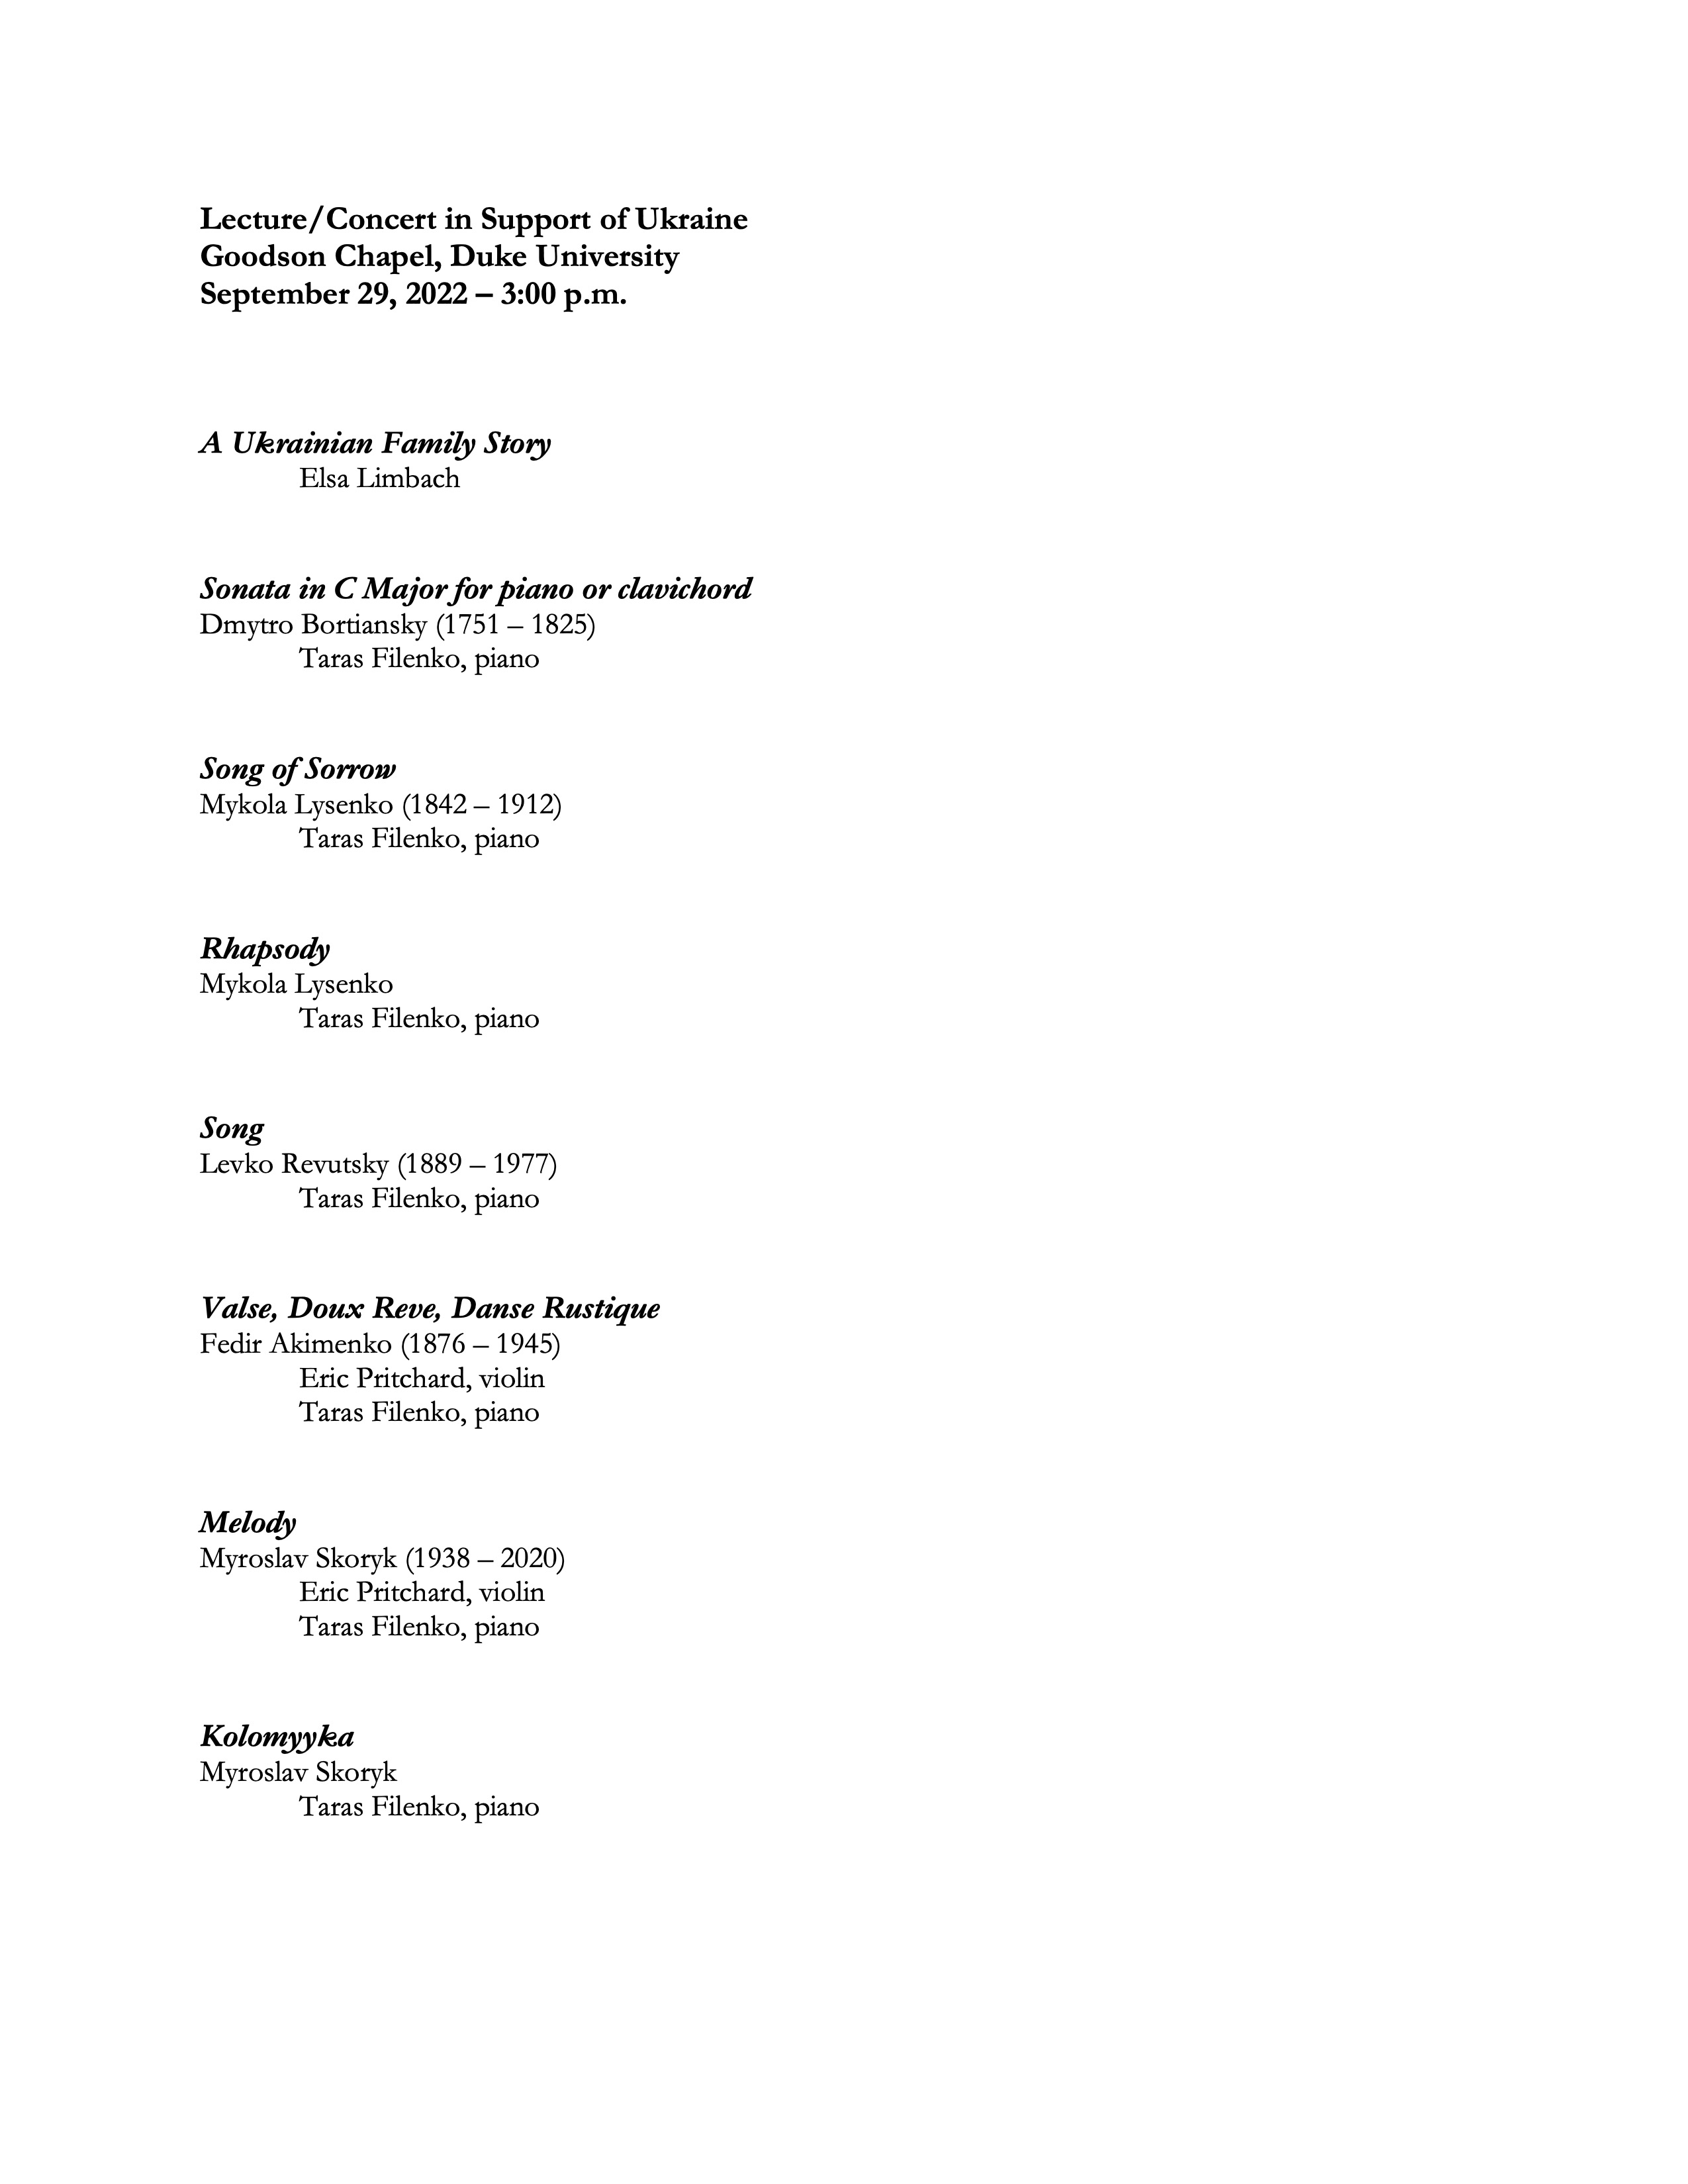 Lecture/Concert in Support of Ukraine
Goodson Chapel, Duke University
September 29, 2022 – 3:00 p.m.
A Ukrainian Family Story
Elsa Limbach
Sonata in C Major for piano or clavichord
Dmytro Bortiansky (1751 – 1825)
Taras Filenko, piano
Song of Sorrow
Mykola Lysenko (1842 – 1912)
Taras Filenko, piano
Rhapsody
Mykola Lysenko
Taras Filenko, piano
Song
Levko Revutsky (1889 – 1977)
Taras Filenko, piano
Valse, Doux Reve, Danse Rustique
Fedir Akimenko (1876 – 1945)
Eric Pritchard, violin
Taras Filenko, piano
Melody
Myroslav Skoryk (1938 – 2020)
Eric Pritchard, violin
Taras Filenko, piano
Kolomyyka
Myroslav Skoryk
Taras Filenko, piano